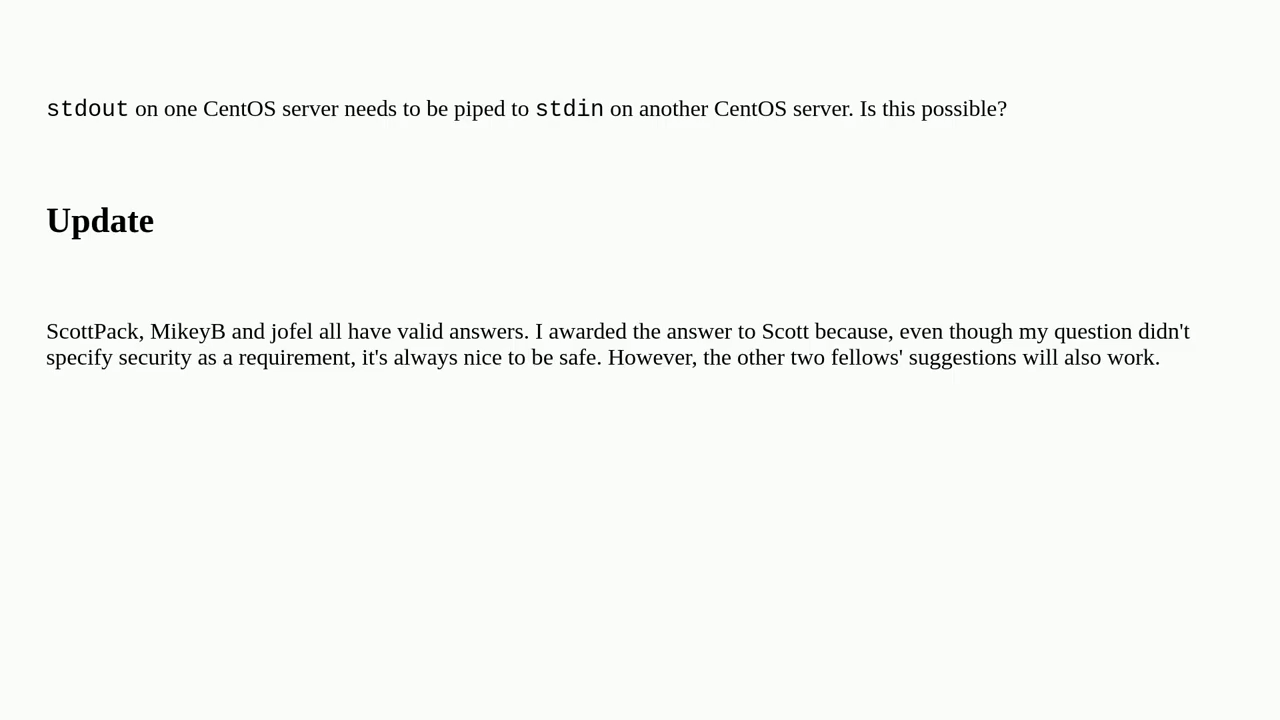 stdout on one CentOS server needs to be piped to stdin on another CentOS server. Is this possible?
Update
ScottPack, MikeyB and jofel all have valid answers. I awarded the answer to Scott because, even though my question didn't
specify security as a requirement, it's always nice to be safe. However, the other two fellows' suggestions will also work.